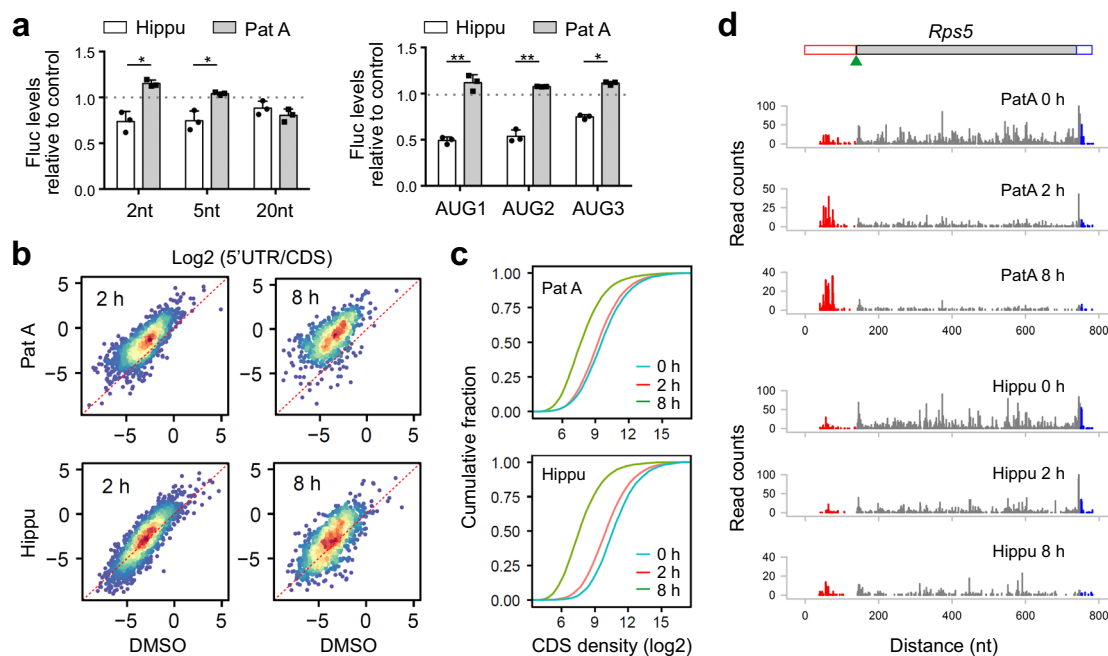 a
Hippu Pat A
Fluc levels
relative to control
1.5
1.0
0.5
0.0
* *
2nt 5nt 20nt
Hippu Pat A
Fluc levels
relative to control
1.5
1.0
0.5
0.0
** ** *
AUG1 AUG2 AUG3
b
Log2 (5'UTR/CDS)
Pat A
5
0
−5
2 h
−5 0 5
8 h
−5 0 5
Hippu
5
0
−5
2 h
−5 0 5
DMSO
8 h
−5 0 5
DMSO
c
Cumulative fraction
1.00
0.75
0.50
0.25
0.00
Pat A
0 h
2 h
8 h
6 9 12 15
1.00
0.75
0.50
0.25
0.00
Hippu
0 h
2 h
8 h
6 9 12 15
CDS density (log2)
d
Rps5
Read counts
PatA 0 h
100
50
0
PatA 2 h
50
25
0
PatA 8 h
40
20
0
0 200 400 600 800
Read counts
Hippu 0 h
100
50
0
Hippu 2 h
100
50
0
Hippu 8 h
40
20
0
0 200 400 600 800
Distance (nt)